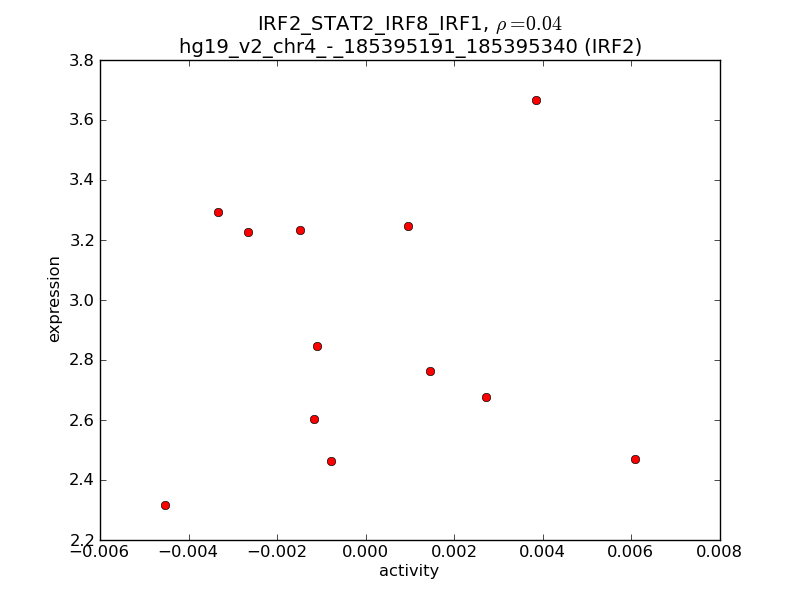 IRF2_STAT2_IRF8_IRF1, ρ=0.04
hg19_v2_chr4_-_185395191_185395340 (IRF2)
3.8
3.6
3.4
3.2
3.0
2.8
2.6
2.4
2.2
expression
−0.006 −0.004 −0.002 0.000 0.002 0.004 0.006 0.008
activity